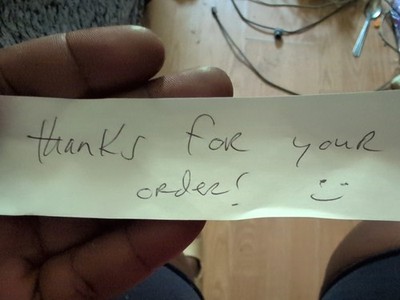 thanks for your
order! :)